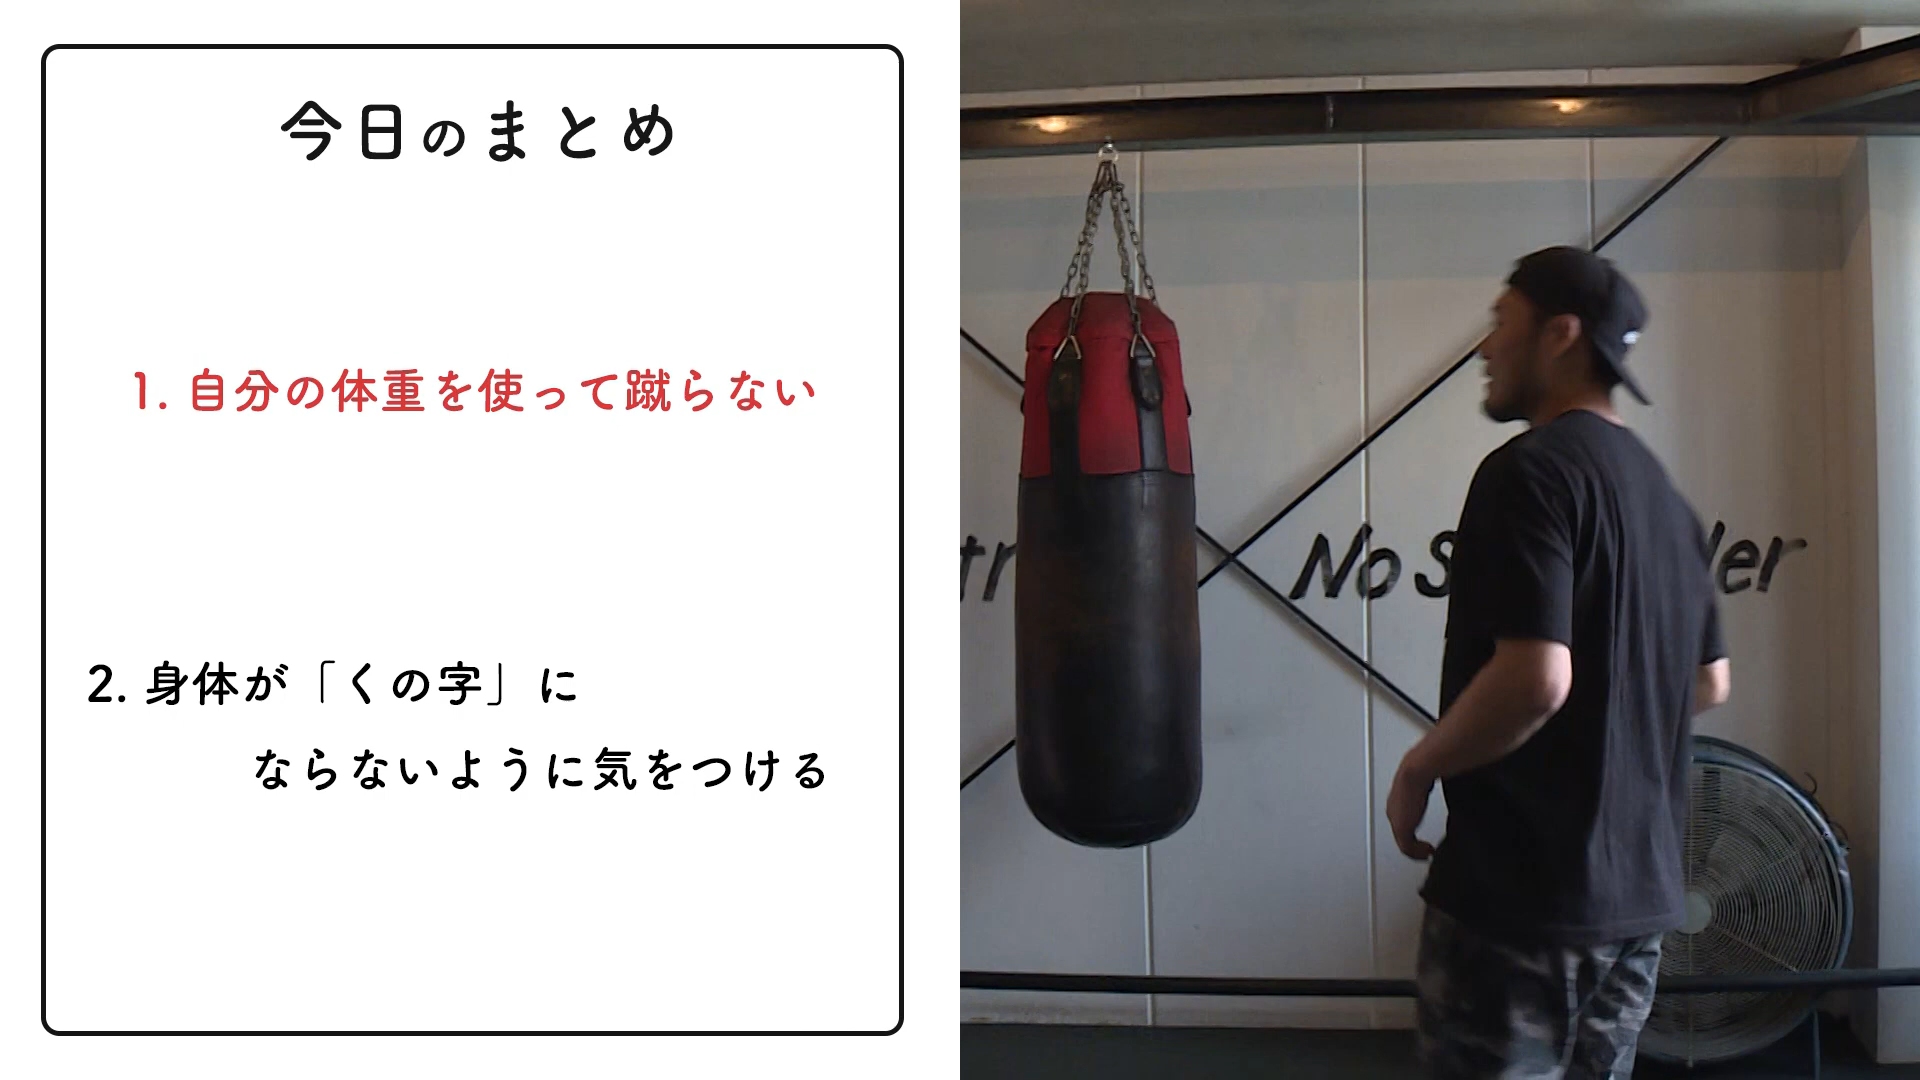 今日のまとめ
1. 自分の体重を使って蹴らない
2. 身体が「くの字」に
ならないように気をつける
No